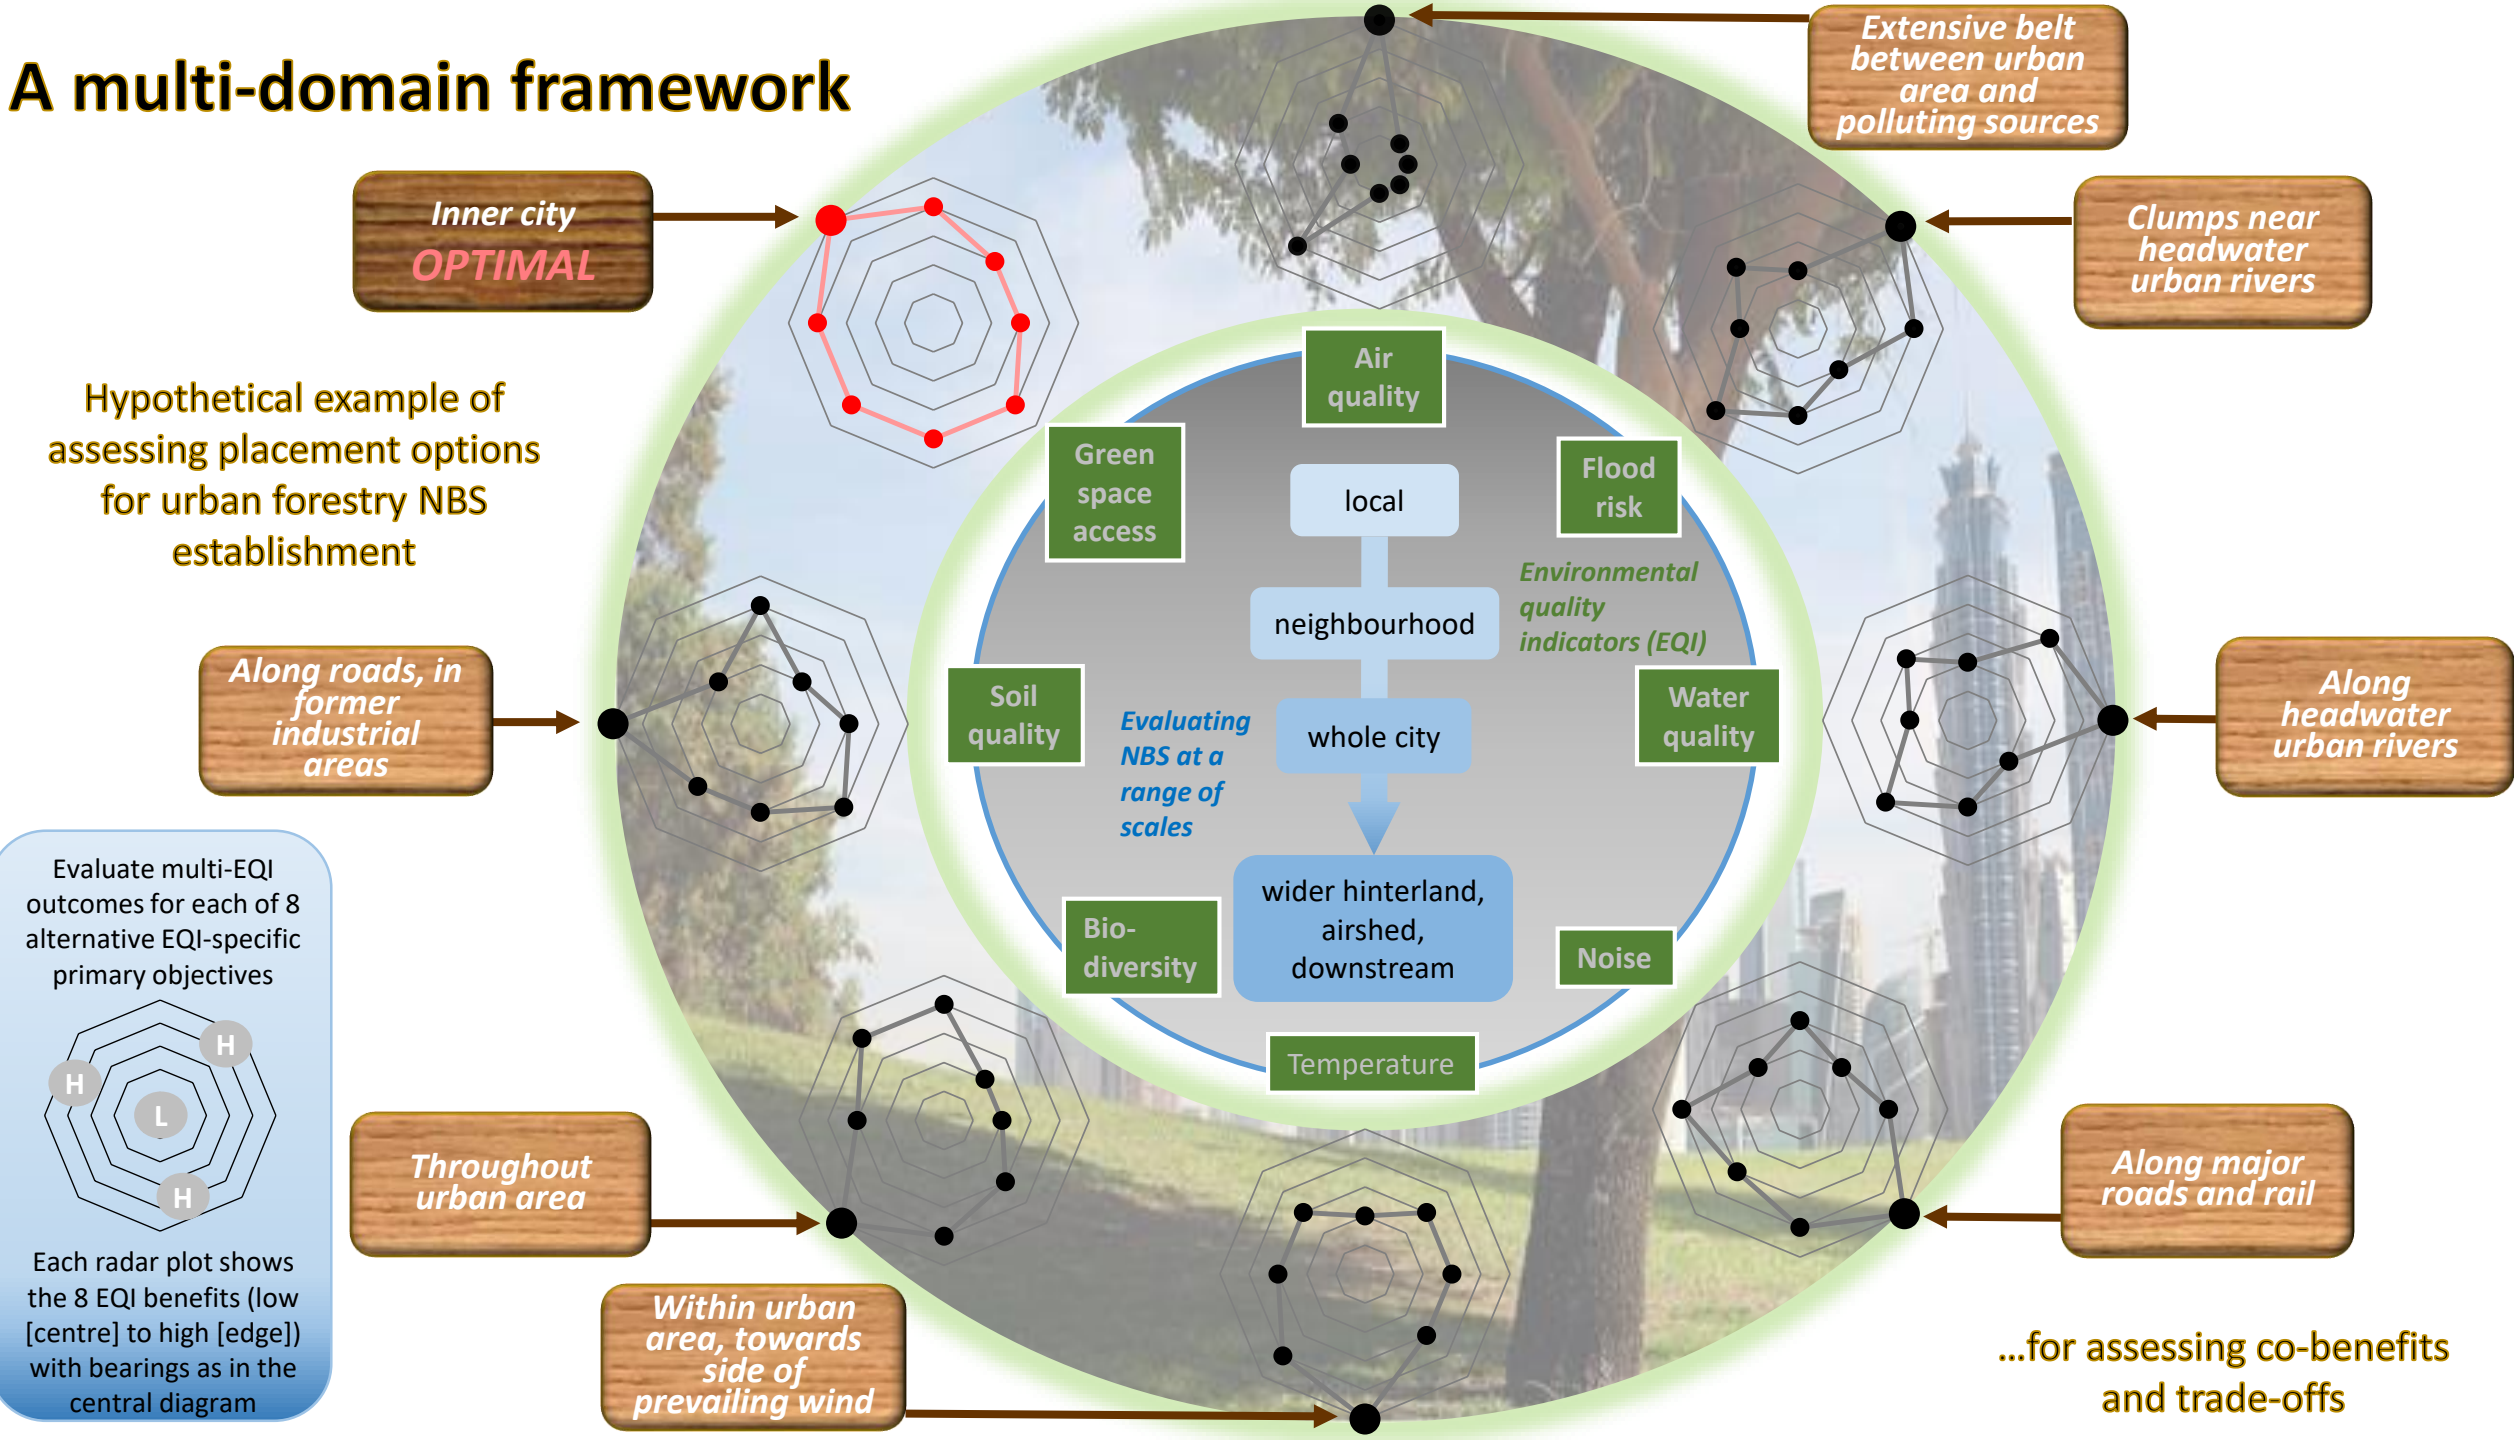 A multi-domain framework
Extensive belt
between urban
area and
polluting sources
Inner city
OPTIMAL
Clumps near
headwater
urban rivers
Hypothetical example of
assessing placement options
for urban forestry NBS
establishment
Air
quality
Green
space
access
Flood
risk
local
Environmental
quality
indicators (EQI)
neighbourhood
Along roads, in
former
industrial
areas
Soil
quality
Evaluating
NBS at a
range of
scales
whole city
Water
quality
Along
headwater
urban rivers
Evaluate multi-EQI
outcomes for each of 8
alternative EQI-specific
primary objectives
H
H
L
H
Each radar plot shows
the 8 EQI benefits (low
[centre] to high [edge])
with bearings as in the
central diagram
wider hinterland,
airshed,
downstream
Bio-
diversity
Noise
Temperature
Throughout
urban area
Along major
roads and rail
Within urban
area, towards
side of
prevailing wind
...for assessing co-benefits
and trade-offs